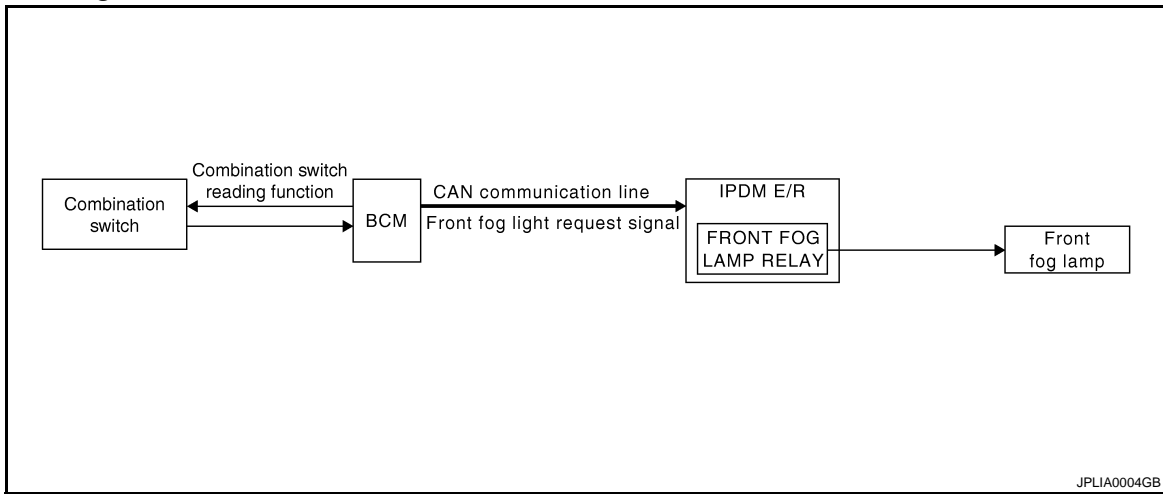 Combination switch
reading function
Combination
switch
BCM
CAN communication line
Front fog light request signal
IPDM E/R
FRONT FOG
LAMP RELAY
Front
fog lamp
JPLIA0004GB